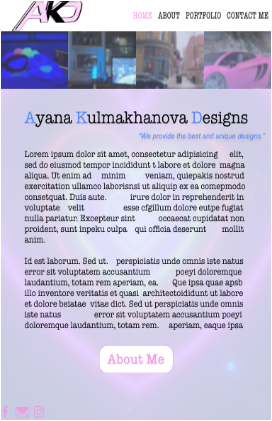 AKD
HOME ABOUT PORTFOLIO CONTACT ME
Ayana Kulmakhanova Designs
"We provide the best and unique designs."
Lorem ipsum dolor sit amet, consectetur adipisicing elit,
sed do eiusmod tempor incididunt t labore et dolore magna
aliqua. Ut enim ad minim veniam, quiepakis nostrud
exercitation ullamco laborisnsi ut aliquip ex ea comepmodo
consetquat. Duis aute. irure dolor in reprehenderit in
voluptate velit esse cfgillum dolore eutpe fugiat
nulla pariatur. Excepteur sint occaecat cupidatat non
proident, sunt inpeku culpa qui officia deserunt mollit
anim.
Id est laborum. Sed ut. perspiciatis unde omnis iste natus
error sit voluptatem accusantium poeyi doloremque
laudantium, totam rem aperiam, ea. Que ipsa quae apsb
illo inventore veritatis et quasi architectoididunt ut labore
et dolore beiatae vitae dict. Sed ut perspiciatis unde omnis
iste natus error sit voluptatem accusantium poeyi
doloremque laudantium, totam rem. aperiam, eaque ipsa
About Me